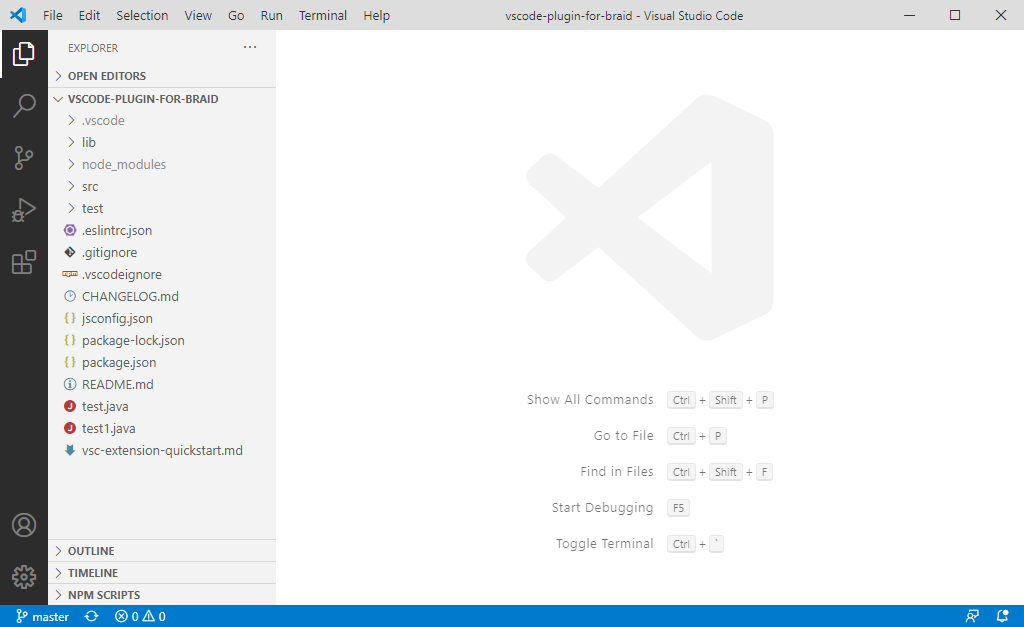 File Edit Selection View Go Run Terminal Help vscode-plugin-for-braid - Visual Studio Code
EXPLORER ···
OPEN EDITORS
VSCODE-PLUGIN-FOR-BRAID
.vscode
lib
node_modules
src
test
.eslintrc.json
.gitignore
.vscodeignore
CHANGELOG.md
jsconfig.json
package-lock.json
package.json
README.md
test.java
test1.java
vsc-extension-quickstart.md
OUTLINE
TIMELINE
NPM SCRIPTS
Show All Commands Ctrl + Shift + P
Go to File Ctrl + P
Find in Files Ctrl + Shift + F
Start Debugging F5
Toggle Terminal Ctrl + `
master 0 0